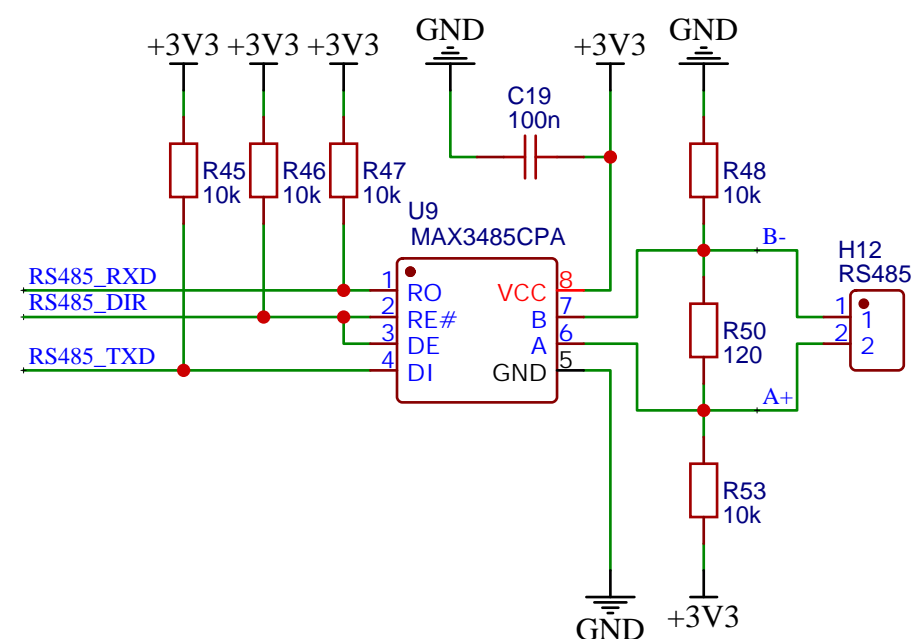 GND
GND
+3V3 +3V3 +3V3
+3V3
C19
100n
R45
10k
R46
10k
R47
10k
R48
10k
U9
MAX3485CPA
B-
H12
RS485
RS485_RXD
1
RO
VCC
8
RS485_DIR
2
RE#
B
7
3
DE
A
6
RS485_TXD
4
DI
GND
5
R50
120
1
1
2
2
A+
R53
10k
GND
+3V3